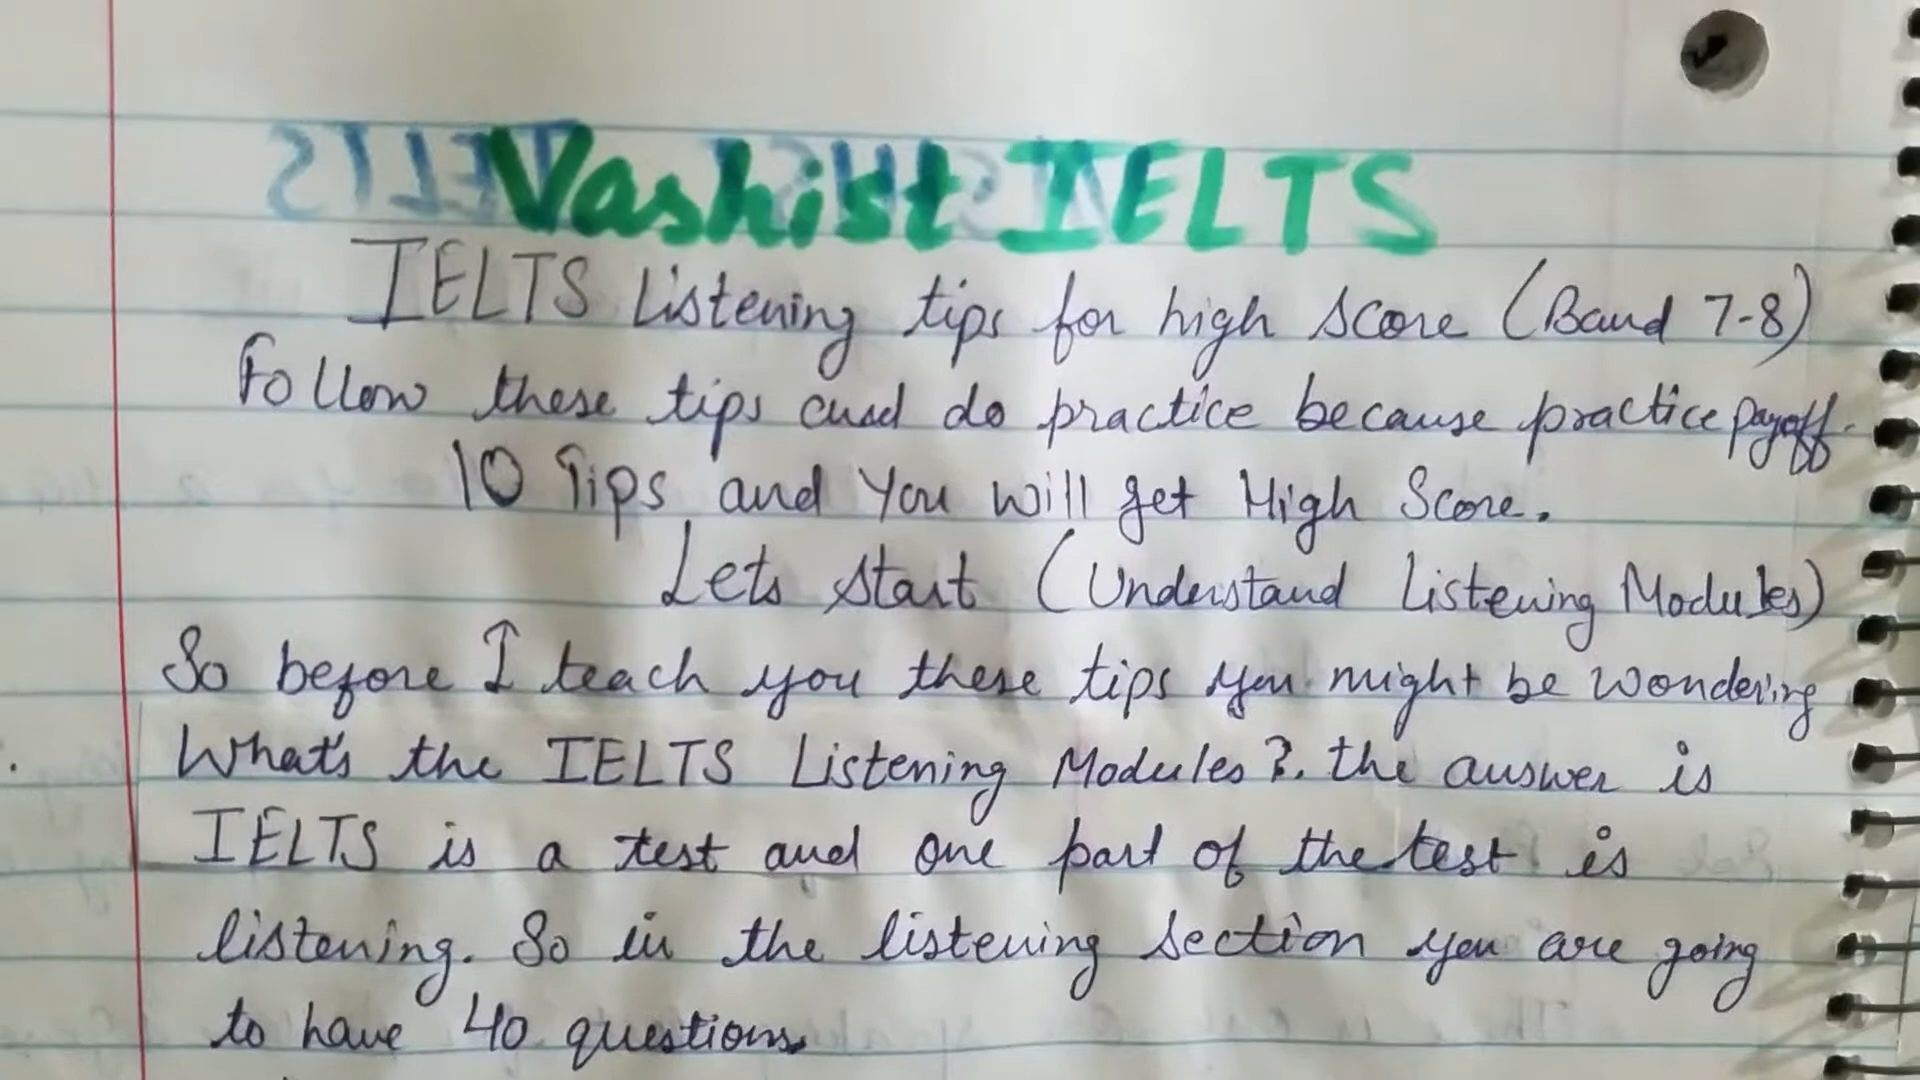 Vashist IELTS
IELTS Listening tips for high score (Band 7-8)
Follow these tips and do practice because practice payoff.
10 Tips and You will get High Score.
Lets start (Understand Listening Modules)
So before I teach you these tips you might be wondering
What's the IELTS Listening Modules?. the answer is
IELTS is a test and one part of the test is
listening. So in the listening section you are going
to have 40 questions.